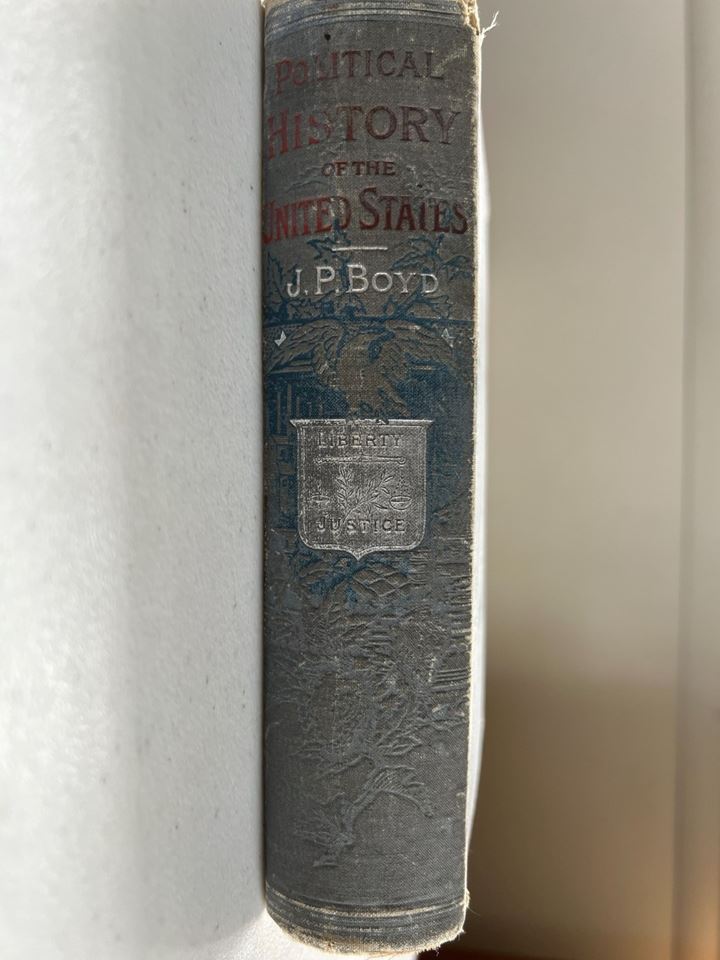 POLITICAL
HISTORY
OF THE
UNITED STATES
J. P. BOYD
LIBERTY
JUSTICE